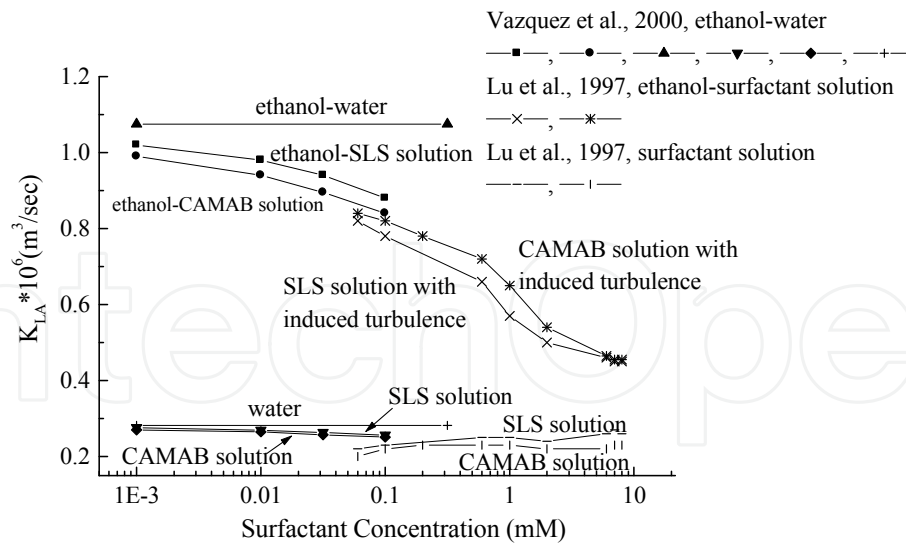 Vazquez et al., 2000, ethanol-water
, , , , ,
Lu et al., 1997, ethanol-surfactant solution
,
Lu et al., 1997, surfactant solution
,
1.2
1.0
0.8
0.6
0.4
0.2
K_LA*10^6(m^3/sec)
ethanol-water
ethanol-SLS solution
ethanol-CAMAB solution
CAMAB solution with
induced turbulence
SLS solution with
induced turbulence
water
SLS solution
CAMAB solution
SLS solution
CAMAB solution
1E-3
0.01
0.1
1
10
Surfactant Concentration (mM)
ntechOpe